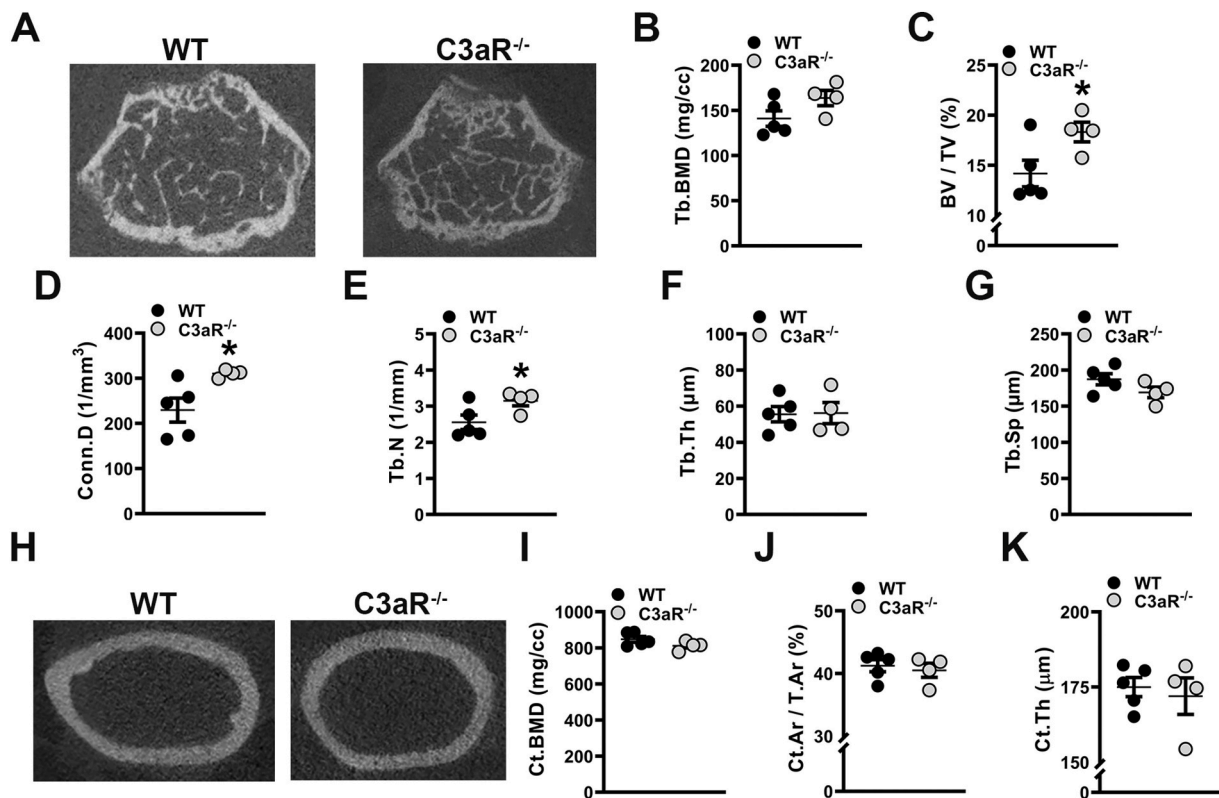 A
WT
C3aR-/-
B
WT
C3aR-/-
Tb.BMD (mg/cc)
200
150
100
50
0
C
WT
C3aR-/-
BV / TV (%)
25
20
15
10
0
*
D
WT
C3aR-/-
Conn.D (1/mm3)
400
300
200
100
0
*
E
WT
C3aR-/-
Tb.N (1/mm)
5
4
3
2
1
0
*
F
WT
C3aR-/-
Tb.Th (μm)
100
80
60
40
20
0
G
WT
C3aR-/-
Tb.Sp (μm)
250
200
150
100
50
0
H
WT
C3aR-/-
I
WT
C3aR-/-
Ct.BMD (mg/cc)
1000
800
600
400
200
0
J
WT
C3aR-/-
Ct.Ar / T.Ar (%)
50
40
30
0
K
WT
C3aR-/-
Ct.Th (μm)
200
175
150
0